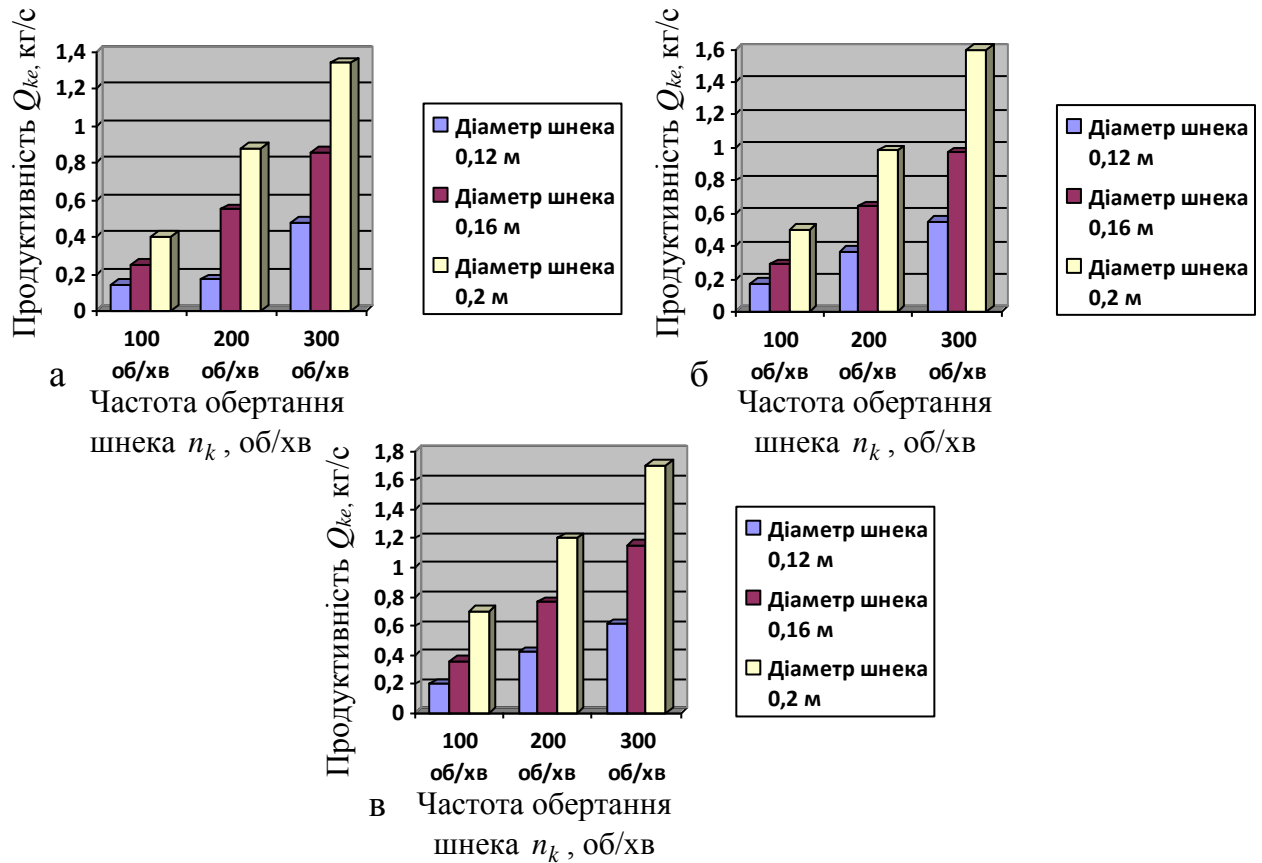 Продуктивність Q_ke, кг/с
1,4
1,2
1
0,8
0,6
0,4
0,2
0
100
об/хв
200
об/хв
300
об/хв
Діаметр шнека
0,12 м
Діаметр шнека
0,16 м
Діаметр шнека
0,2 м
а
Частота обертання
шнека n_k , об/хв
Продуктивність Q_ke, кг/с
1,6
1,4
1,2
1
0,8
0,6
0,4
0,2
0
100
об/хв
200
об/хв
300
об/хв
Діаметр шнека
0,12 м
Діаметр шнека
0,16 м
Діаметр шнека
0,2 м
б
Частота обертання
шнека n_k , об/хв
Продуктивність Q_ke, кг/с
1,8
1,6
1,4
1,2
1
0,8
0,6
0,4
0,2
0
100
об/хв
200
об/хв
300
об/хв
Діаметр шнека
0,12 м
Діаметр шнека
0,16 м
Діаметр шнека
0,2 м
в
Частота обертання
шнека n_k , об/хв